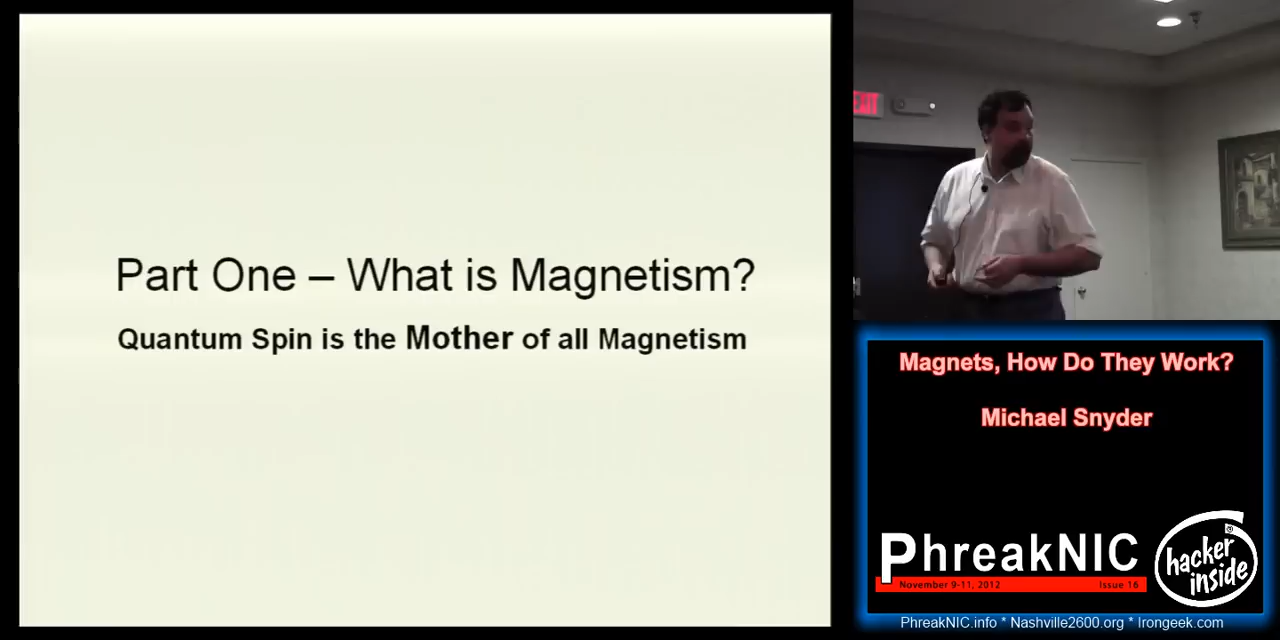 Part One – What is Magnetism?
Quantum Spin is the Mother of all Magnetism
EXIT
Magnets, How Do They Work?
Michael Snyder
PhreakNIC
November 9-11, 2012 Issue 16
hacker
inside
PhreakNIC.info * Nashville2600.org * Irongeek.com